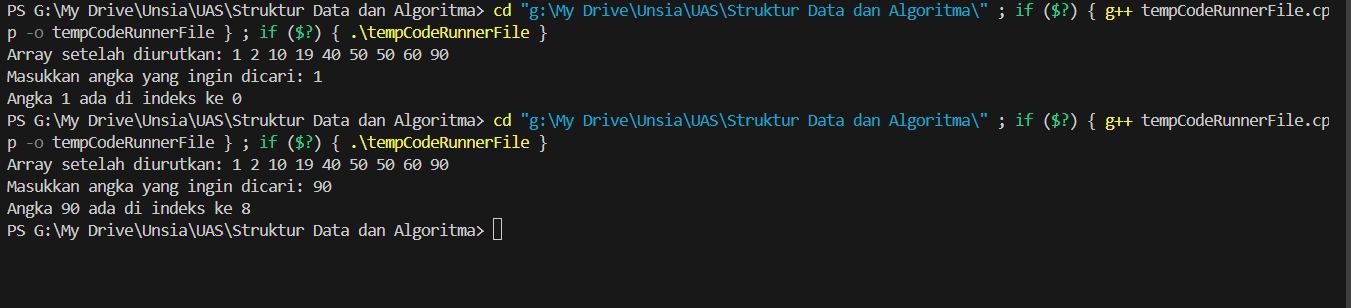 PS G:\My Drive\Unsia\UAS\Struktur Data dan Algoritma> cd "g:\My Drive\Unsia\UAS\Struktur Data dan Algoritma\" ; if ($?) { g++ tempCodeRunnerFile.cp
p -o tempCodeRunnerFile } ; if ($?) { .\tempCodeRunnerFile }
Array setelah diurutkan: 1 2 10 19 40 50 50 60 90
Masukkan angka yang ingin dicari: 1
Angka 1 ada di indeks ke 0
PS G:\My Drive\Unsia\UAS\Struktur Data dan Algoritma> cd "g:\My Drive\Unsia\UAS\Struktur Data dan Algoritma\" ; if ($?) { g++ tempCodeRunnerFile.cp
p -o tempCodeRunnerFile } ; if ($?) { .\tempCodeRunnerFile }
Array setelah diurutkan: 1 2 10 19 40 50 50 60 90
Masukkan angka yang ingin dicari: 90
Angka 90 ada di indeks ke 8
PS G:\My Drive\Unsia\UAS\Struktur Data dan Algoritma>